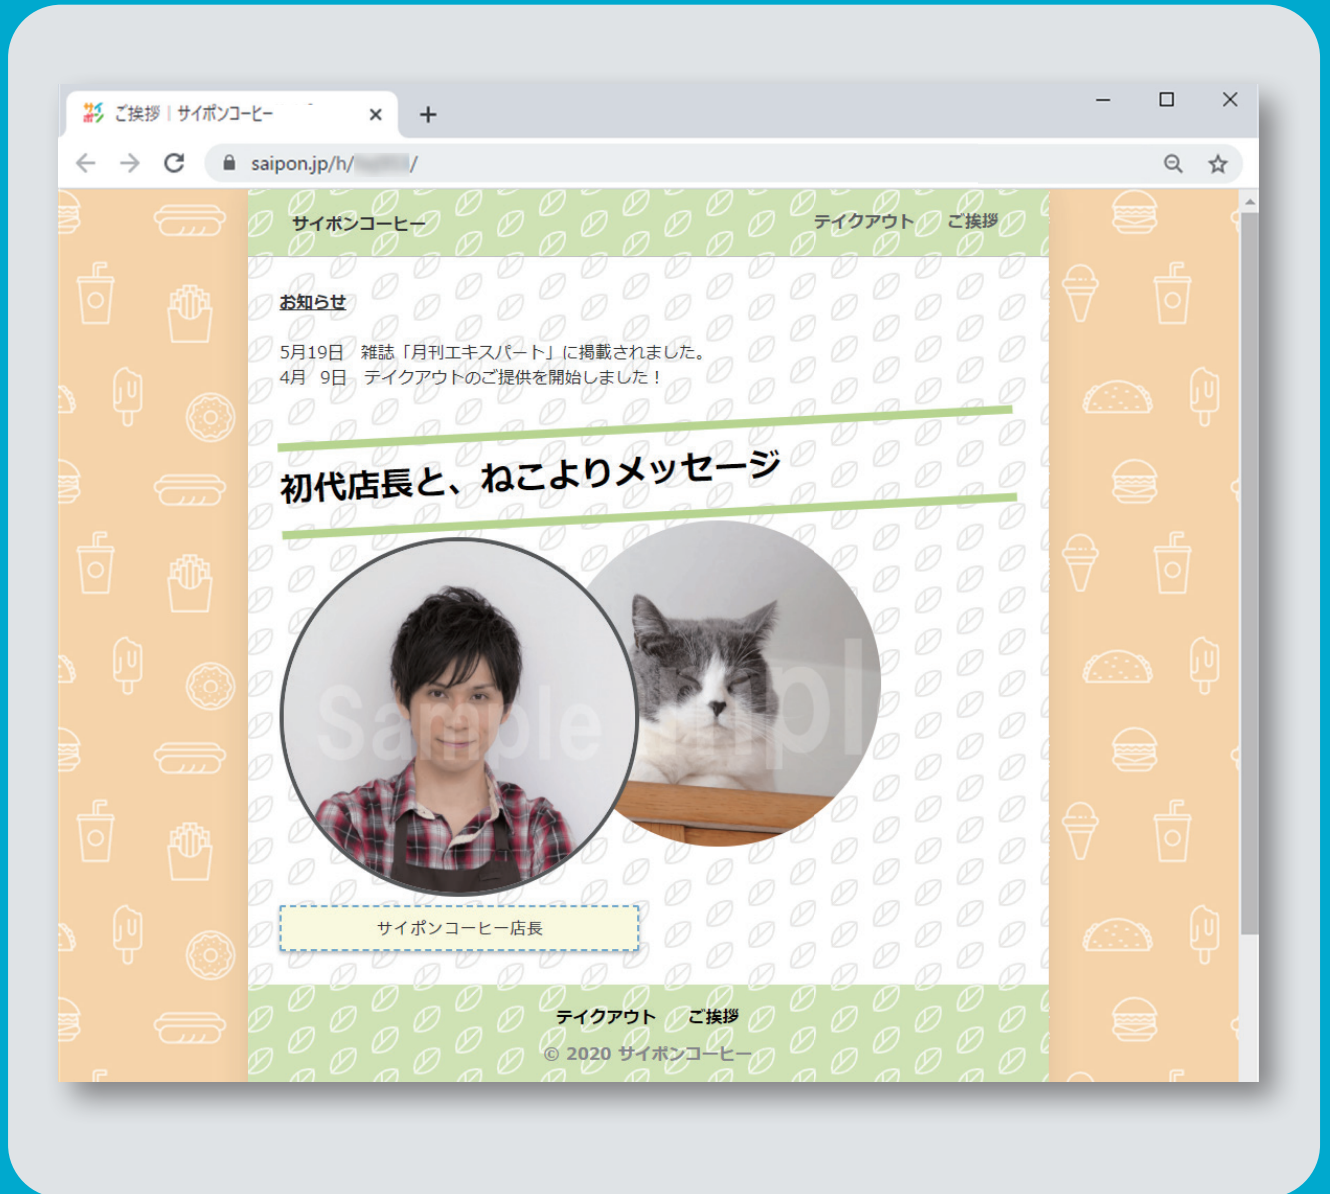 サイポン
ご挨拶 | サイポンコーヒー
saipon.jp/h/ /
サイポンコーヒー
テイクアウト ご挨拶
お知らせ
5月19日 雑誌「月刊エキスパート」に掲載されました。
4月 9日 テイクアウトのご提供を開始しました！
初代店長と、ねこよりメッセージ
Sample
mpl
サイポンコーヒー店長
テイクアウト ご挨拶
© 2020 サイポンコーヒー